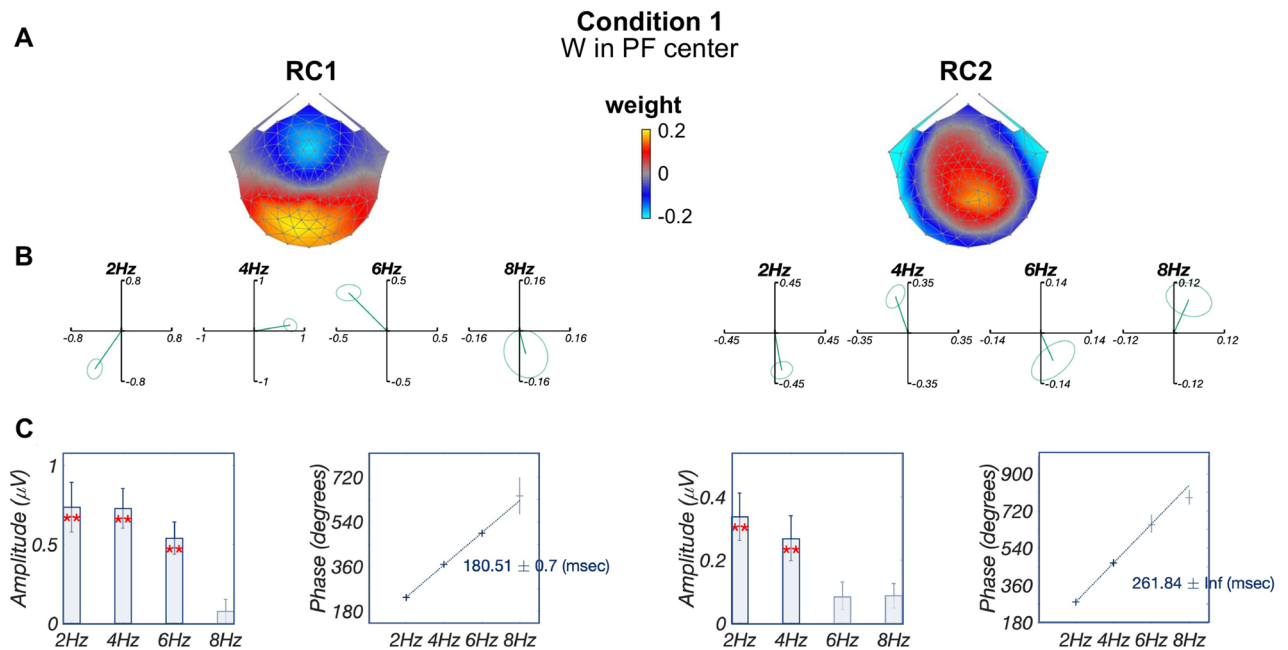 Condition 1
A
W in PF center
RC1
RC2
weight
0.2
0
-0.2
B
2Hz
4Hz
6Hz
8Hz
0.8
1
0.5
0.16
-0.8
0.8
-1
1
-0.5
0.5
-0.16
0.16
-0.8
-1
-0.5
-0.16
2Hz
4Hz
6Hz
8Hz
0.45
0.35
0.14
0.12
-0.45
0.45
-0.35
0.35
-0.14
0.14
-0.12
0.12
-0.45
-0.35
-0.14
-0.12
C
Amplitude (µV)
1
0.5
0
**
**
**
2Hz 4Hz 6Hz 8Hz
Phase (degrees)
720
540
360
180
180.51 ± 0.7 (msec)
2Hz 4Hz 6Hz 8Hz
Amplitude (µV)
0.4
0.2
0
**
**
2Hz 4Hz 6Hz 8Hz
Phase (degrees)
900
720
540
360
180
261.84 ± Inf (msec)
2Hz 4Hz 6Hz 8Hz